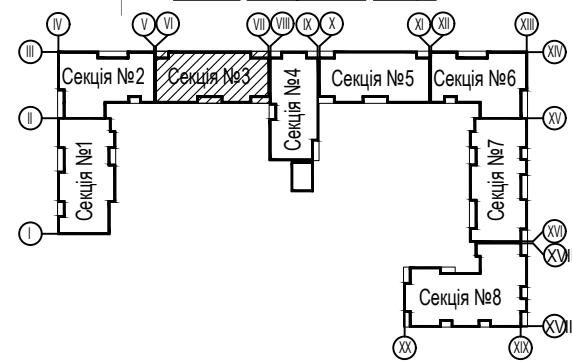 IV V VI VII VIII IX X XI XII XIII
III XIV
Секція №2 Секція №3 Секція №4 Секція №5 Секція №6
II XV
Секція №1 Секція №7
I XVI
XVII
Секція №8
XVIII
XX XIX